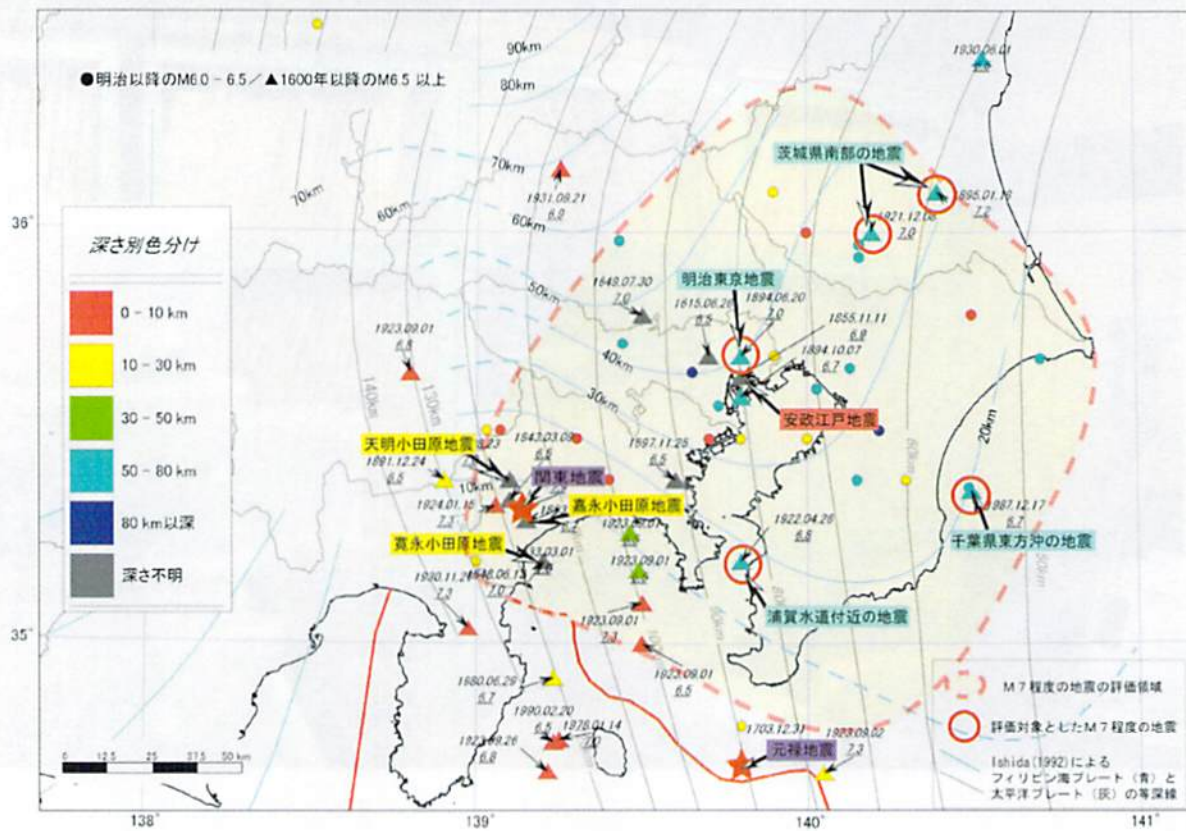 ●明治以降のM6.0 - 6.5／▲1600年以降のM6.5 以上
90km
80km
70km
60km
70km
60km
50km
40km
30km
10km
20km
140km
130km
80km
60km
36°
35°
深さ別色分け
0 - 10 km
10 - 30 km
30 - 50 km
50 - 80 km
80 km以深
深さ不明
1930.06.01
茨城県南部の地震
1921.12.08
7.0
7.2
1931.09.21
6.9
1649.07.30
7.0
1615.06.26
6.5
明治東京地震
1894.06.20
7.0
1855.11.11
6.9
1894.10.07
6.7
安政江戸地震
1923.09.01
6.8
天明小田原地震
1643.03.09
6.5
1891.12.24
6.5
関東地震
1697.11.25
6.5
1924.01.15
7.3
嘉永小田原地震
1923.09.01
寛永小田原地震
1923.09.01
1648.06.13
7.0
7.3
1922.04.26
6.8
1987.12.17
6.7
千葉県東方沖の地震
浦賀水道付近の地震
1923.09.01
7.3
1923.09.01
6.5
1980.06.29
6.7
1990.02.20
6.5
1978.01.14
7.0
1923.09.26
6.8
1703.12.31
元禄地震
1923.09.02
7.3
M７程度の地震の評価領域
評価対象としたM７程度の地震
Ishida(1992)による
フィリピン海プレート（青）と
太平洋プレート（灰）の等深線
0 12.5 25 37.5 50 km
138°
139°
140°
141°